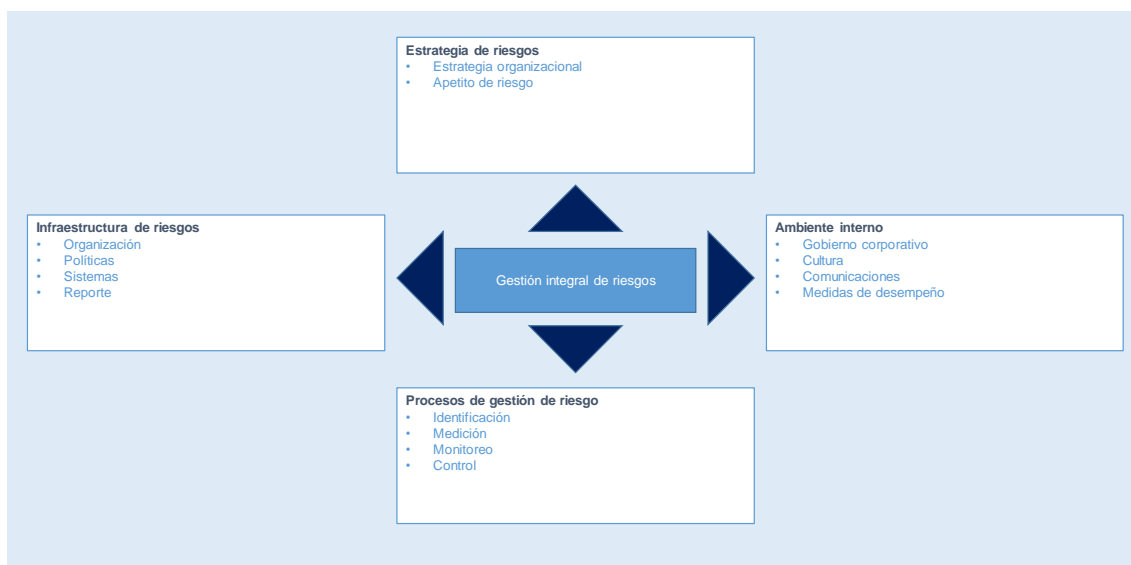 Estrategia de riesgos
• Estrategia organizacional
• Apetito de riesgo
Infraestructura de riesgos
• Organización
• Políticas
• Sistemas
• Reporte
Gestión integral de riesgos
Ambiente interno
• Gobierno corporativo
• Cultura
• Comunicaciones
• Medidas de desempeño
Procesos de gestión de riesgo
• Identificación
• Medición
• Monitoreo
• Control